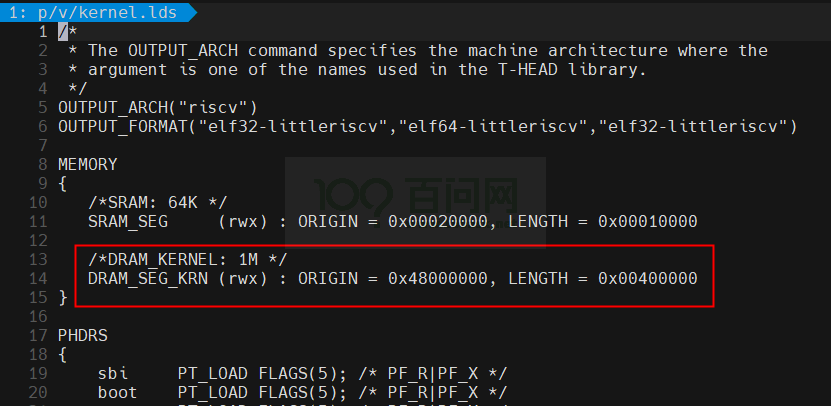 1: p/v/kernel.lds
1 /*
2  * The OUTPUT_ARCH command specifies the machine architecture where the
3  * argument is one of the names used in the T-HEAD library.
4  */
5 OUTPUT_ARCH("riscv")
6 OUTPUT_FORMAT("elf32-littleriscv","elf64-littleriscv","elf32-littleriscv")
7
8 MEMORY
9 {
10    /*SRAM: 64K */
11    SRAM_SEG     (rwx) : ORIGIN = 0x00020000, LENGTH = 0x00010000
12
13    /*DRAM_KERNEL: 1M */
14    DRAM_SEG_KRN (rwx) : ORIGIN = 0x48000000, LENGTH = 0x00400000
15 }
16
17 PHDRS
18 {
19     sbi     PT_LOAD FLAGS(5); /* PF_R|PF_X */
20     boot    PT_LOAD FLAGS(5); /* PF_R|PF_X */
百问网